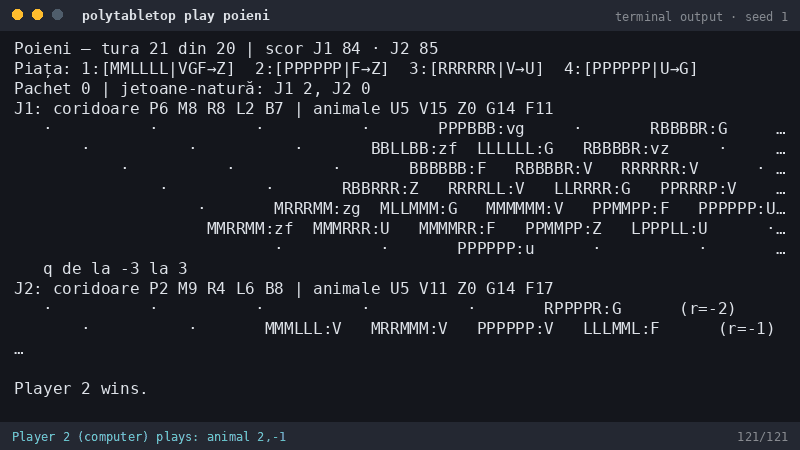 polytabletop play poieni
terminal output · seed 1
Poieni — tura 21 din 20 | scor J1 84 · J2 85
Piața: 1:[MMLLLL|VGF→Z]  2:[PPPPPP|F→Z]  3:[RRRRRR|V→U]  4:[PPPPPP|U→G]
Pachet 0 | jetoane-natură: J1 2, J2 0
J1: coridoare P6 M8 R8 L2 B7 | animale U5 V15 Z0 G14 F11
·          ·          ·          ·       PPPBBB:vg     ·       RBBBBR:G     …
·          ·          ·       BBLLBB:zf  LLLLLL:G   RBBBBR:vz     ·     …
·          ·          ·       BBBBBB:F   RBBBBR:V   RRRRRR:V      · …
·          ·       RBBRRR:Z   RRRRLL:V   LLRRRR:G   PPRRRP:V    …
·       MRRRMM:zg  MLLMMM:G   MMMMMM:V   PPMMPP:F   PPPPPP:U…
MMRRMM:zf  MMMRRR:U   MMMMRR:F   PPMMPP:Z   LPPPLL:U      ·…
·          ·       PPPPPP:u      ·          ·       …
q de la -3 la 3
J2: coridoare P2 M9 R4 L6 B8 | animale U5 V11 Z0 G14 F17
·          ·          ·          ·          ·       RPPPPR:G      (r=-2)
·          ·       MMMLLL:V   MRRMMM:V   PPPPPP:V   LLLMML:F      (r=-1)
…
Player 2 wins.
Player 2 (computer) plays: animal 2,-1
121/121